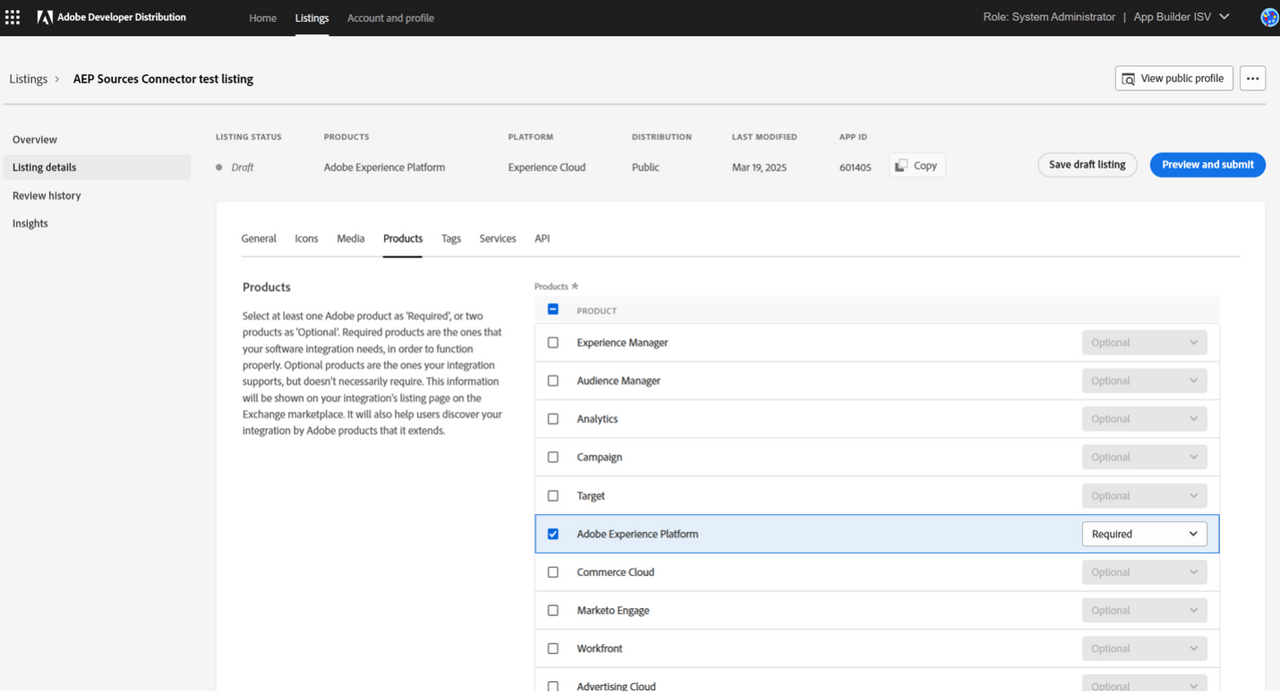 Adobe Developer Distribution
Home Listings Account and profile
Role: System Administrator | App Builder ISV
Listings > AEP Sources Connector test listing
View public profile
Overview
Listing details
Review history
Insights
LISTING STATUS PRODUCTS PLATFORM DISTRIBUTION LAST MODIFIED APP ID
Draft Adobe Experience Platform Experience Cloud Public Mar 19, 2025 601405 Copy
Save draft listing Preview and submit
General Icons Media Products Tags Services API
Products
Select at least one Adobe product as 'Required', or two
products as 'Optional'. Required products are the ones that
your software integration needs, in order to function
properly. Optional products are the ones your integration
supports, but doesn't necessarily require. This information
will be shown on your integration's listing page on the
Exchange marketplace. It will also help users discover your
integration by Adobe products that it extends.
Products *
PRODUCT
Experience Manager Optional
Audience Manager Optional
Analytics Optional
Campaign Optional
Target Optional
Adobe Experience Platform Required
Commerce Cloud Optional
Marketo Engage Optional
Workfront Optional
Advertising Cloud Optional